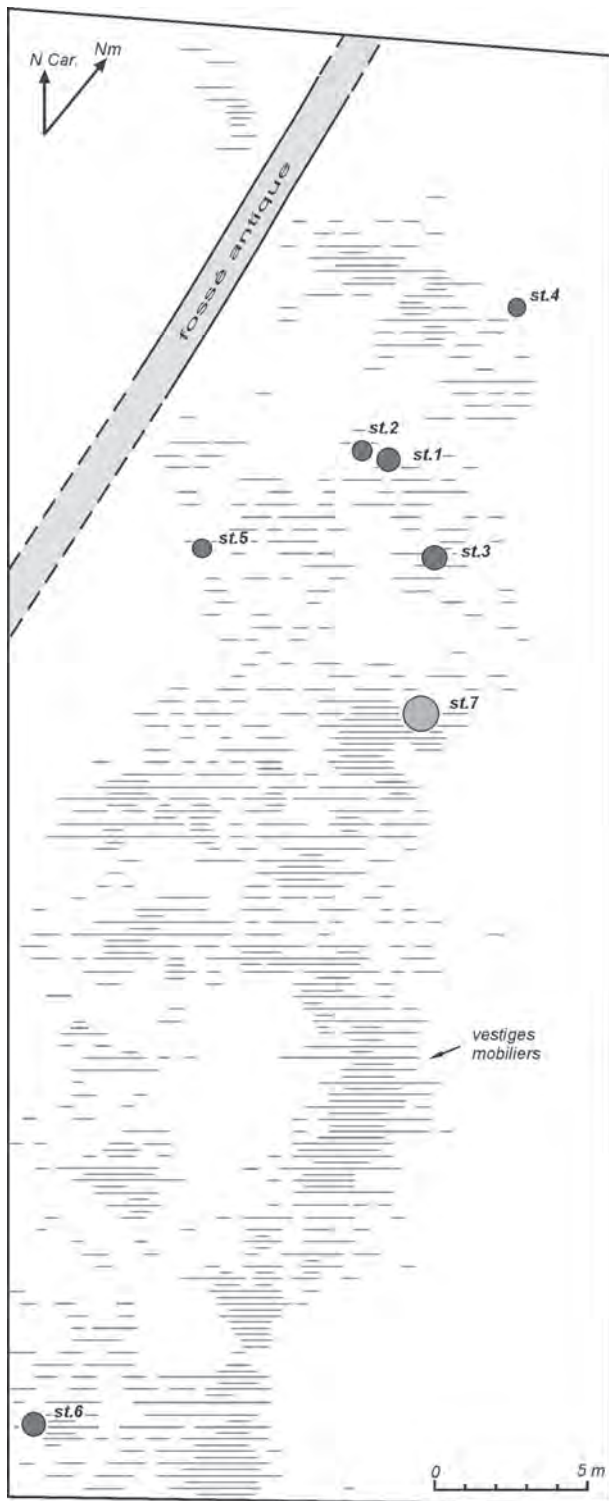 N Car.
Nm
fossé antique
st.4
st.2
st.1
st.5
st.3
st.7
vestiges
mobiliers
st.6
0
5 m